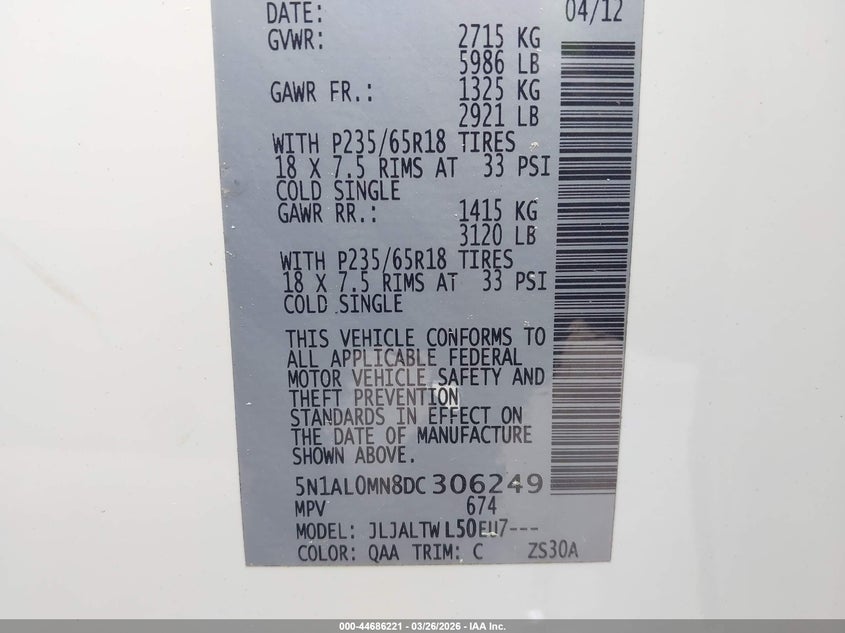 DATE: 04/12
GVWR: 2715 KG
5986 LB
GAWR FR.: 1325 KG
2921 LB
WITH P235/65R18 TIRES
18 X 7.5 RIMS AT 33 PSI
COLD SINGLE
GAWR RR.: 1415 KG
3120 LB
WITH P235/65R18 TIRES
18 X 7.5 RIMS AT 33 PSI
COLD SINGLE
THIS VEHICLE CONFORMS TO
ALL APPLICABLE FEDERAL
MOTOR VEHICLE SAFETY AND
THEFT PREVENTION
STANDARDS IN EFFECT ON
THE DATE OF MANUFACTURE
SHOWN ABOVE.
5N1AL0MN8DC306249
MPV 674
MODEL: JLJALTWL50EU7---
COLOR: QAA TRIM: C ZS30A
000-44686221 - 03/26/2026 - IAA Inc.